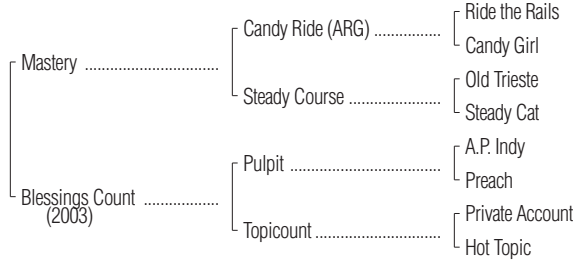 Ride the Rails
Candy Ride (ARG) ................
Candy Girl
Mastery ..................................
Old Trieste
Steady Course ......................
Steady Cat
A.P. Indy
Pulpit ....................................
Preach
Blessings Count ..................
(2003)
Private Account
Topicount ..............................
Hot Topic